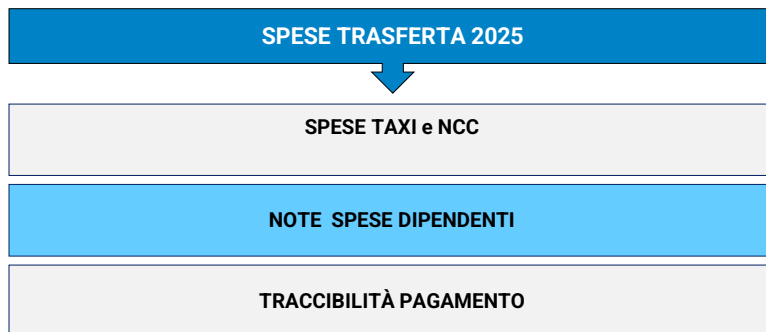 SPESE TRASFERTA 2025
SPESE TAXI e NCC
NOTE SPESE DIPENDENTI
TRACCIBILITÀ PAGAMENTO